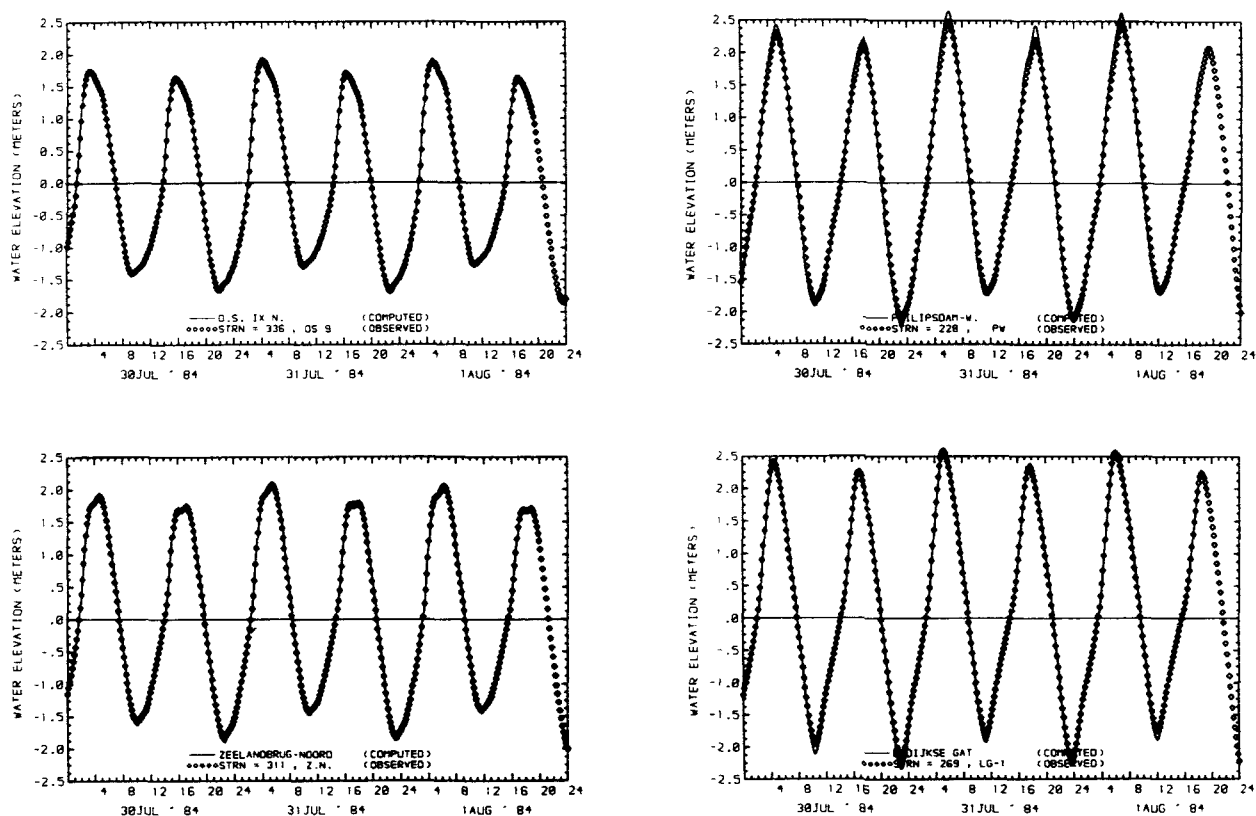 2.5
2.0
1.5
1.0
0.5
0.0
-0.5
-1.0
-1.5
-2.0
-2.5
WATER ELEVATION (METERS)
O.S. IX N. (COMPUTED)
STRN = 336 , OS 9 (OBSERVED)
4 8 12 16 20 24 4 8 12 16 20 24 4 8 12 16 20 24
30JUL ' 84 31JUL ' 84 1AUG ' 84
2.5
2.0
1.5
1.0
.5
.0
-.5
-1.0
-1.5
-2.0
-2.5
WATER ELEVATION (METERS)
PHILIPSDAM-W. (COMPUTED)
STRN = 228 , PW (OBSERVED)
4 8 12 16 20 24 4 8 12 16 20 24 4 8 12 16 20 24
30JUL ' 84 31JUL ' 84 1AUG ' 84
2.5
2.0
1.5
1.0
.5
.0
-.5
-1.0
-1.5
-2.0
-2.5
WATER ELEVATION (METERS)
ZEELANDBRUG-NOORD (COMPUTED)
STRN = 311 , Z.N. (OBSERVED)
4 8 12 16 20 24 4 8 12 16 20 24 4 8 12 16 20 24
30JUL ' 84 31JUL ' 84 1AUG ' 84
2.5
2.0
1.5
1.0
.5
.0
-.5
-1.0
-1.5
-2.0
-2.5
WATER ELEVATION (METERS)
DIJKSE GAT (COMPUTED)
STRN = 269 , LG-1 (OBSERVED)
4 8 12 16 20 24 4 8 12 16 20 24 4 8 12 16 20 24
30JUL ' 84 31JUL ' 84 1AUG ' 84